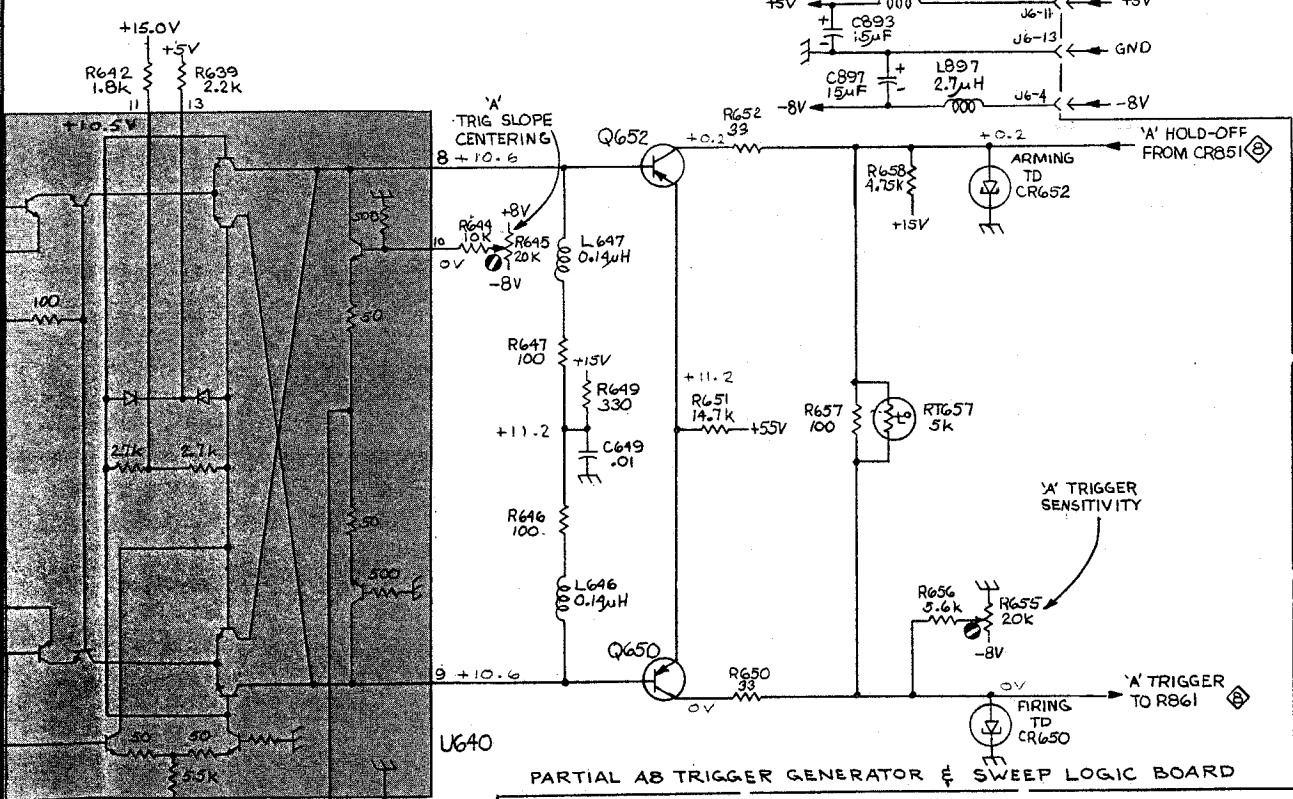 +5V
+5V
J6-11
+
C893
15µF
-
J6-13
GND
C897
15µF
+
-
L897
2.7µH
-8V
J6-4
-8V
+15.0V
+5V
R642
1.8k
R639
2.2k
11
13
+10.5V
'A'
TRIG SLOPE
CENTERING
Q652
+0.2
R652
33
+0.2
'A' HOLD-OFF
FROM CR851
8
8 +10.6
ARMING
TD
CR652
R658
4.75K
+15V
500
10
0V
R644
10K
+8V
R645
20K
-8V
L647
0.14µH
100
50
R647
100
+15V
R649
330
+11.2
R651
14.7k
+55V
R657
100
RT657
5k
t°
+11.2
C649
.01
2.7k
2.7k
'A' TRIGGER
SENSITIVITY
50
R646
100
500
L646
0.14µH
R656
5.6k
R655
20K
-8V
Q650
9 +10.6
R650
33
0V
0V
'A' TRIGGER
TO R861
8
FIRING
TD
CR650
50
50
5.5k
U640
PARTIAL A8 TRIGGER GENERATOR & SWEEP LOGIC BOARD